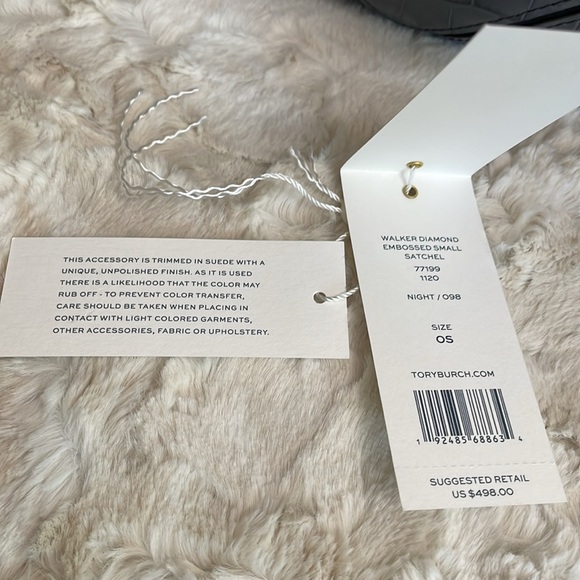 THIS ACCESSORY IS TRIMMED IN SUEDE WITH A
UNIQUE, UNPOLISHED FINISH. AS IT IS USED
THERE IS A LIKELIHOOD THAT THE COLOR MAY
RUB OFF - TO PREVENT COLOR TRANSFER,
CARE SHOULD BE TAKEN WHEN PLACING IN
CONTACT WITH LIGHT COLORED GARMENTS,
OTHER ACCESSORIES, FABRIC OR UPHOLSTERY.
WALKER DIAMOND
EMBOSSED SMALL
SATCHEL
77199
1120
NIGHT / 098
SIZE
OS
TORYBURCH.COM
1 92485 68863 4
SUGGESTED RETAIL
US $498.00